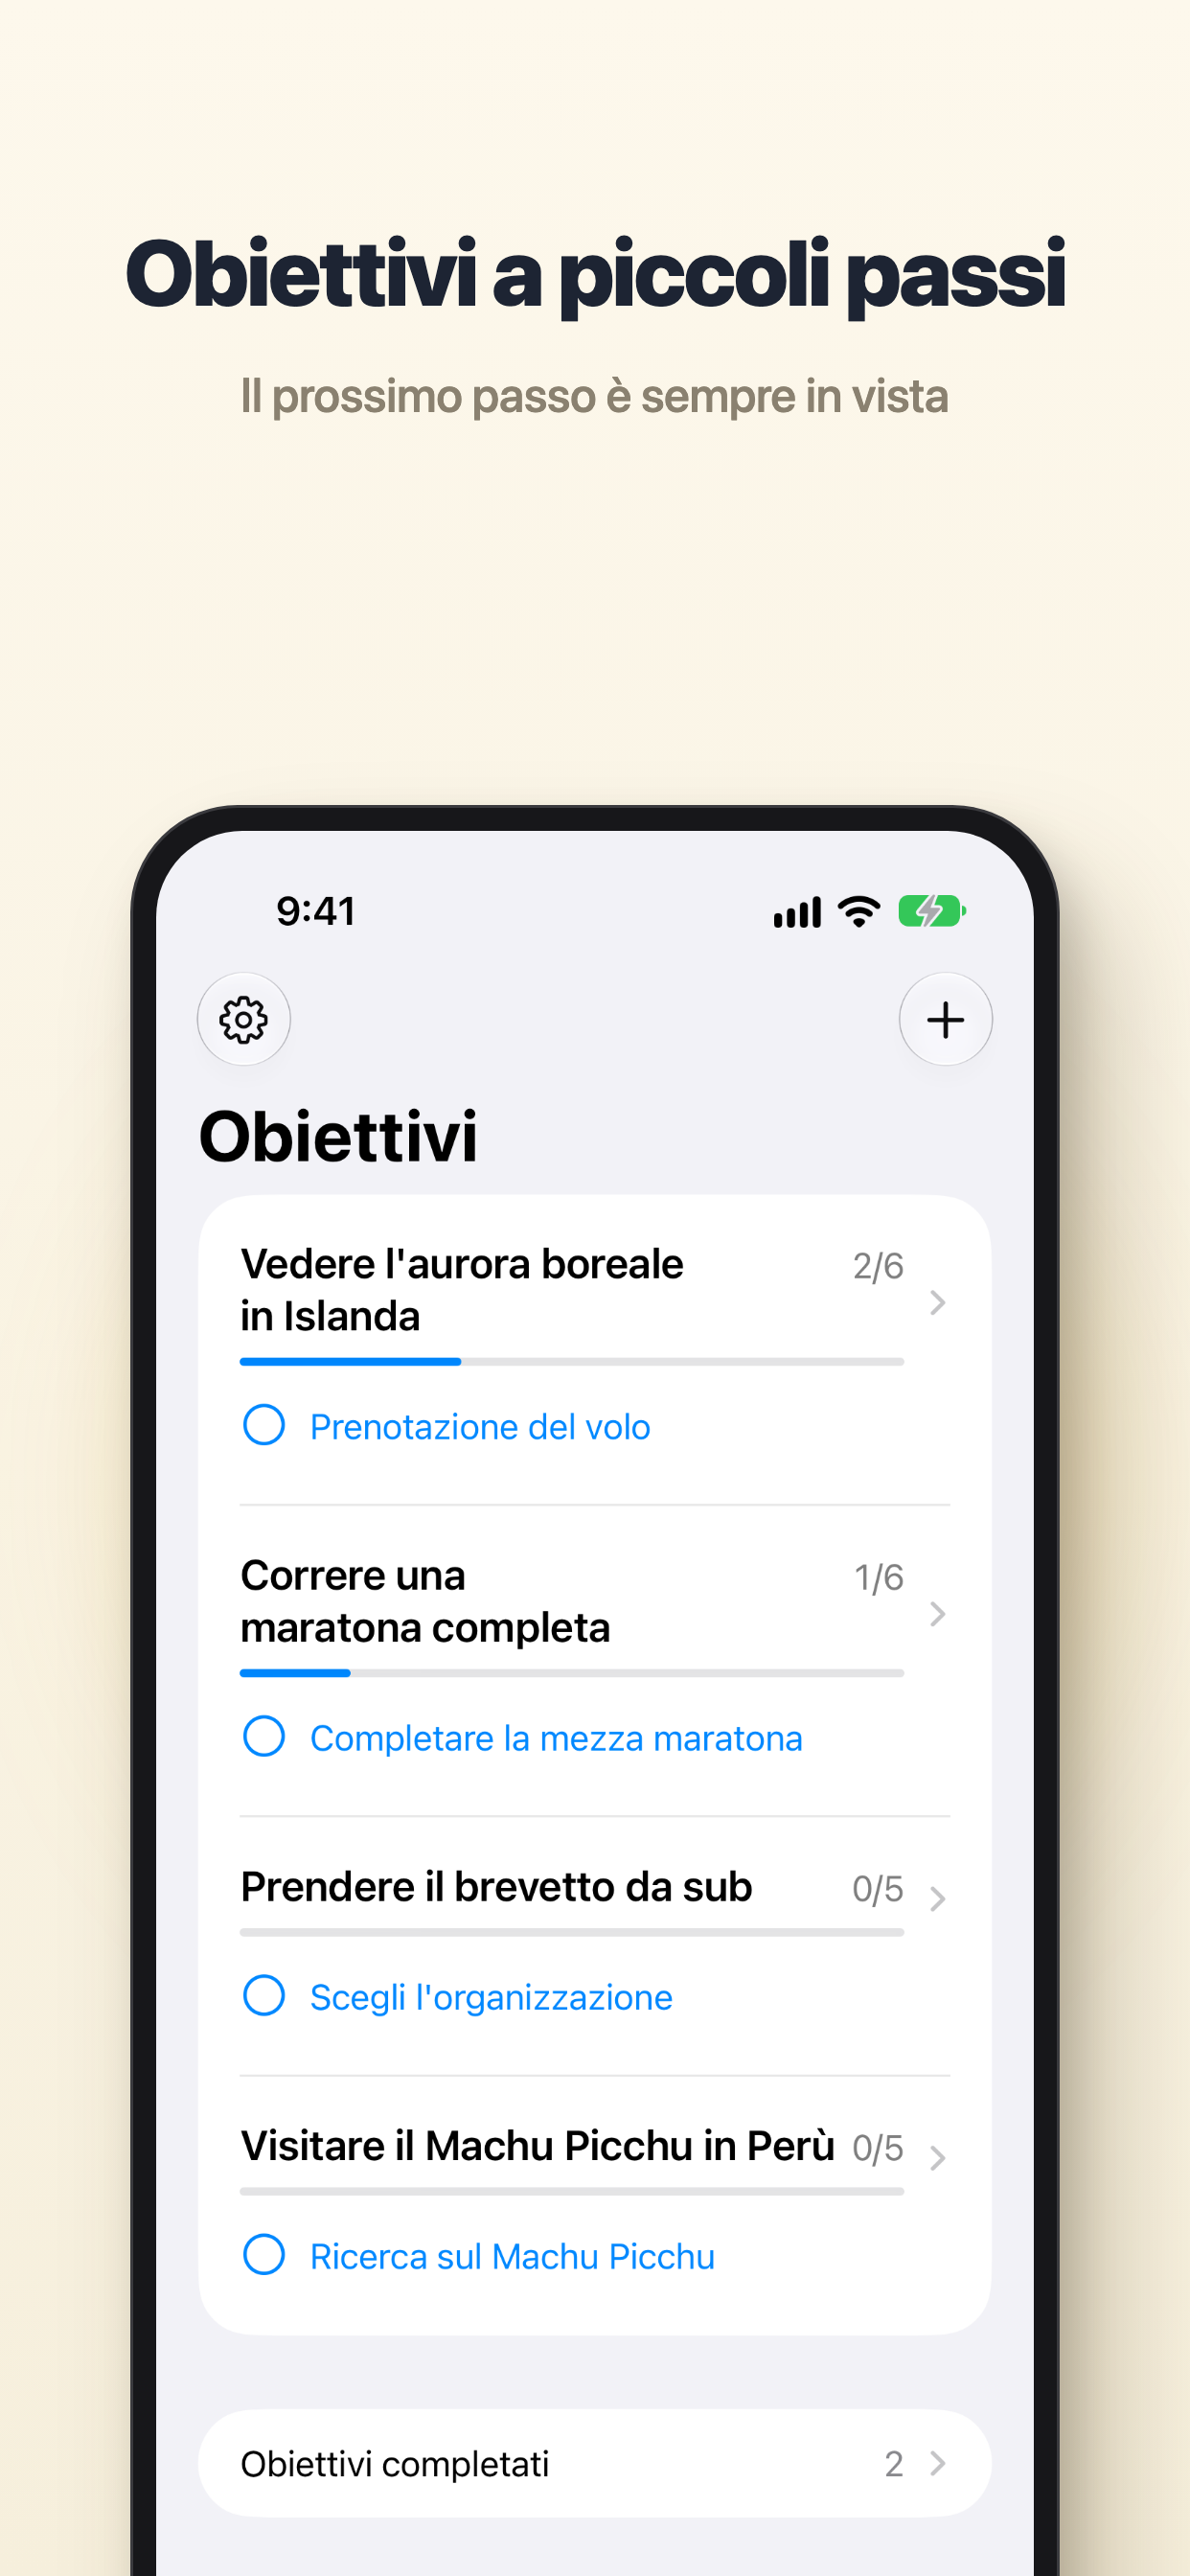 Obiettivi a piccoli passi
Il prossimo passo è sempre in vista
9:41
Obiettivi
Vedere l'aurora boreale
in Islanda
2/6
Prenotazione del volo
Correre una
maratona completa
1/6
Completare la mezza maratona
Prendere il brevetto da sub
0/5
Scegli l'organizzazione
Visitare il Machu Picchu in Perù
0/5
Ricerca sul Machu Picchu
Obiettivi completati
2